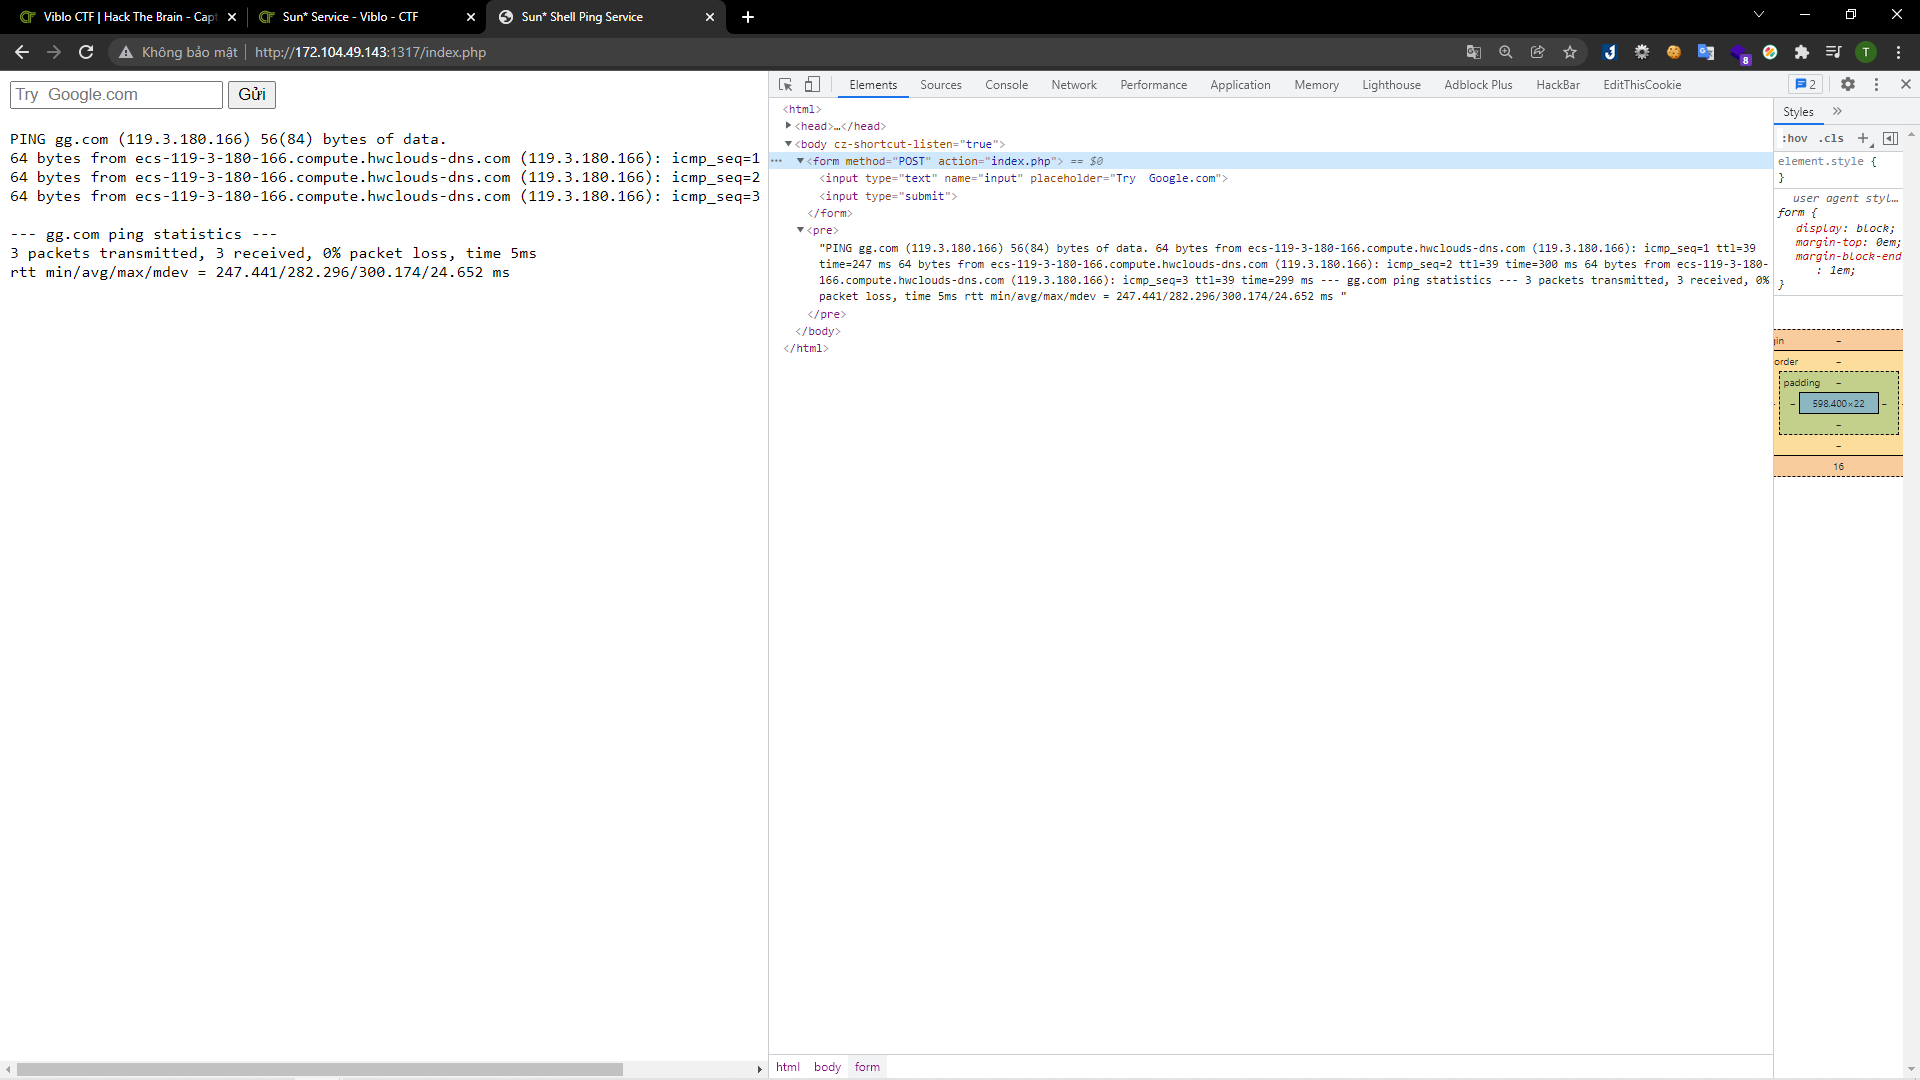 Viblo CTF | Hack The Brain - Capt
Sun* Service - Viblo - CTF
Sun* Shell Ping Service
Không bảo mật
http://172.104.49.143:1317/index.php
8
T
Try  Google.com
Gửi
PING gg.com (119.3.180.166) 56(84) bytes of data.
64 bytes from ecs-119-3-180-166.compute.hwclouds-dns.com (119.3.180.166): icmp_seq=1
64 bytes from ecs-119-3-180-166.compute.hwclouds-dns.com (119.3.180.166): icmp_seq=2
64 bytes from ecs-119-3-180-166.compute.hwclouds-dns.com (119.3.180.166): icmp_seq=3
--- gg.com ping statistics ---
3 packets transmitted, 3 received, 0% packet loss, time 5ms
rtt min/avg/max/mdev = 247.441/282.296/300.174/24.652 ms
Elements Sources Console Network Performance Application Memory Lighthouse Adblock Plus HackBar EditThisCookie 2
<html>
<head>…</head>
<body cz-shortcut-listen="true">
<form method="POST" action="index.php"> == $0
<input type="text" name="input" placeholder="Try  Google.com">
<input type="submit">
</form>
<pre>
"PING gg.com (119.3.180.166) 56(84) bytes of data. 64 bytes from ecs-119-3-180-166.compute.hwclouds-dns.com (119.3.180.166): icmp_seq=1 ttl=39
time=247 ms 64 bytes from ecs-119-3-180-166.compute.hwclouds-dns.com (119.3.180.166): icmp_seq=2 ttl=39 time=300 ms 64 bytes from ecs-119-3-180-
166.compute.hwclouds-dns.com (119.3.180.166): icmp_seq=3 ttl=39 time=299 ms --- gg.com ping statistics --- 3 packets transmitted, 3 received, 0%
packet loss, time 5ms rtt min/avg/max/mdev = 247.441/282.296/300.174/24.652 ms "
</pre>
</body>
</html>
html body form
Styles
:hov .cls +
element.style {
}
user agent styl…
form {
display: block;
margin-top: 0em;
margin-block-end
: 1em;
}
gin –
order –
padding –
– 598.400×22 –
–
–
16